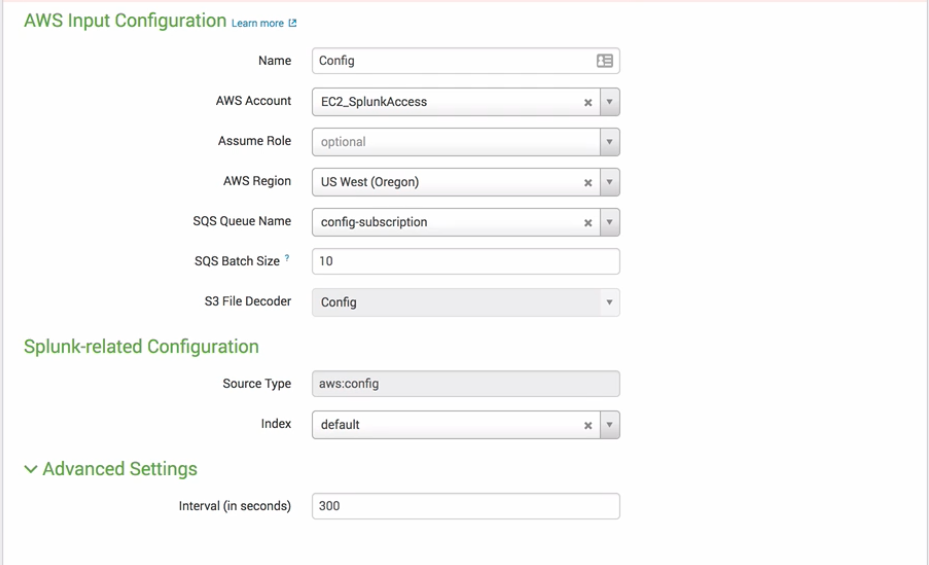 AWS Input Configuration Learn more
Name Config
AWS Account EC2_SplunkAccess
Assume Role optional
AWS Region US West (Oregon)
SQS Queue Name config-subscription
SQS Batch Size ? 10
S3 File Decoder Config
Splunk-related Configuration
Source Type aws:config
Index default
Advanced Settings
Interval (in seconds) 300